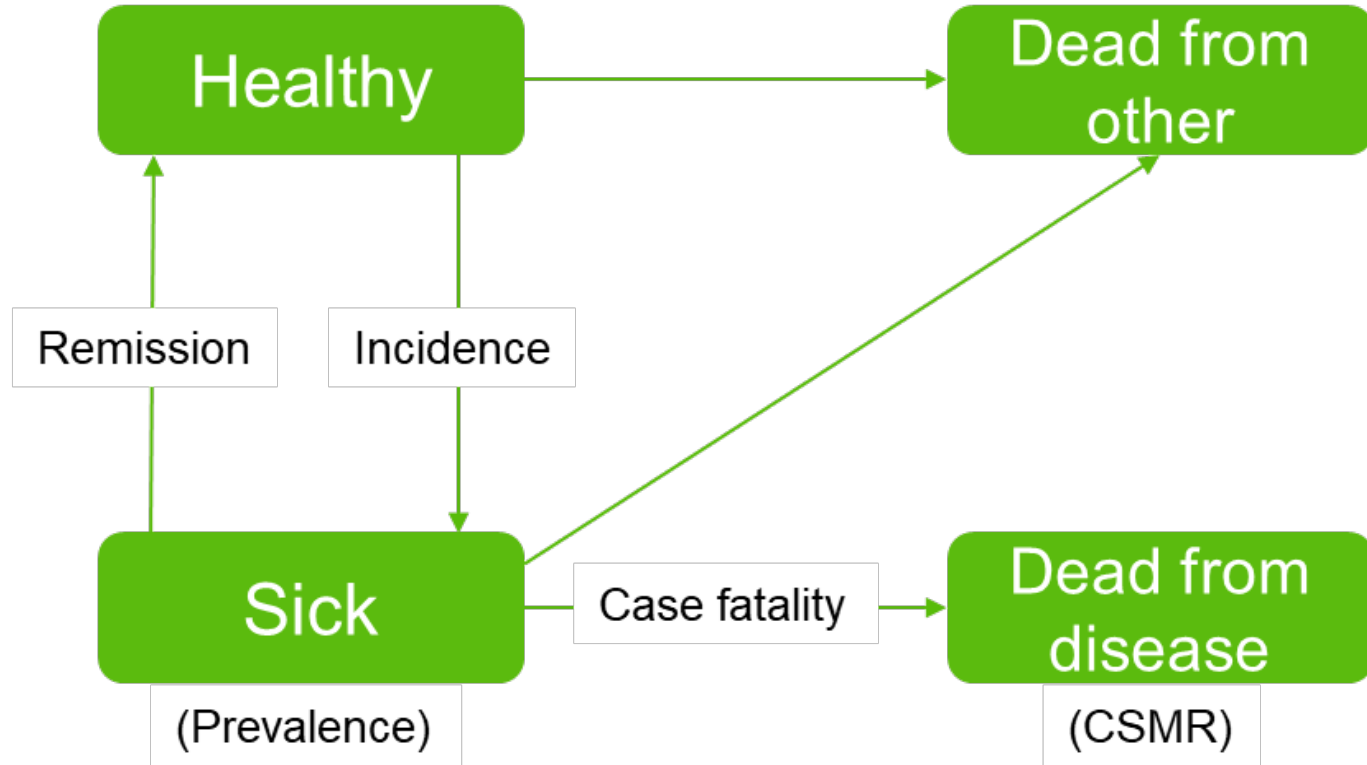 Healthy
Dead from
other
Remission
Incidence
Sick
Case fatality
Dead from
disease
(Prevalence)
(CSMR)